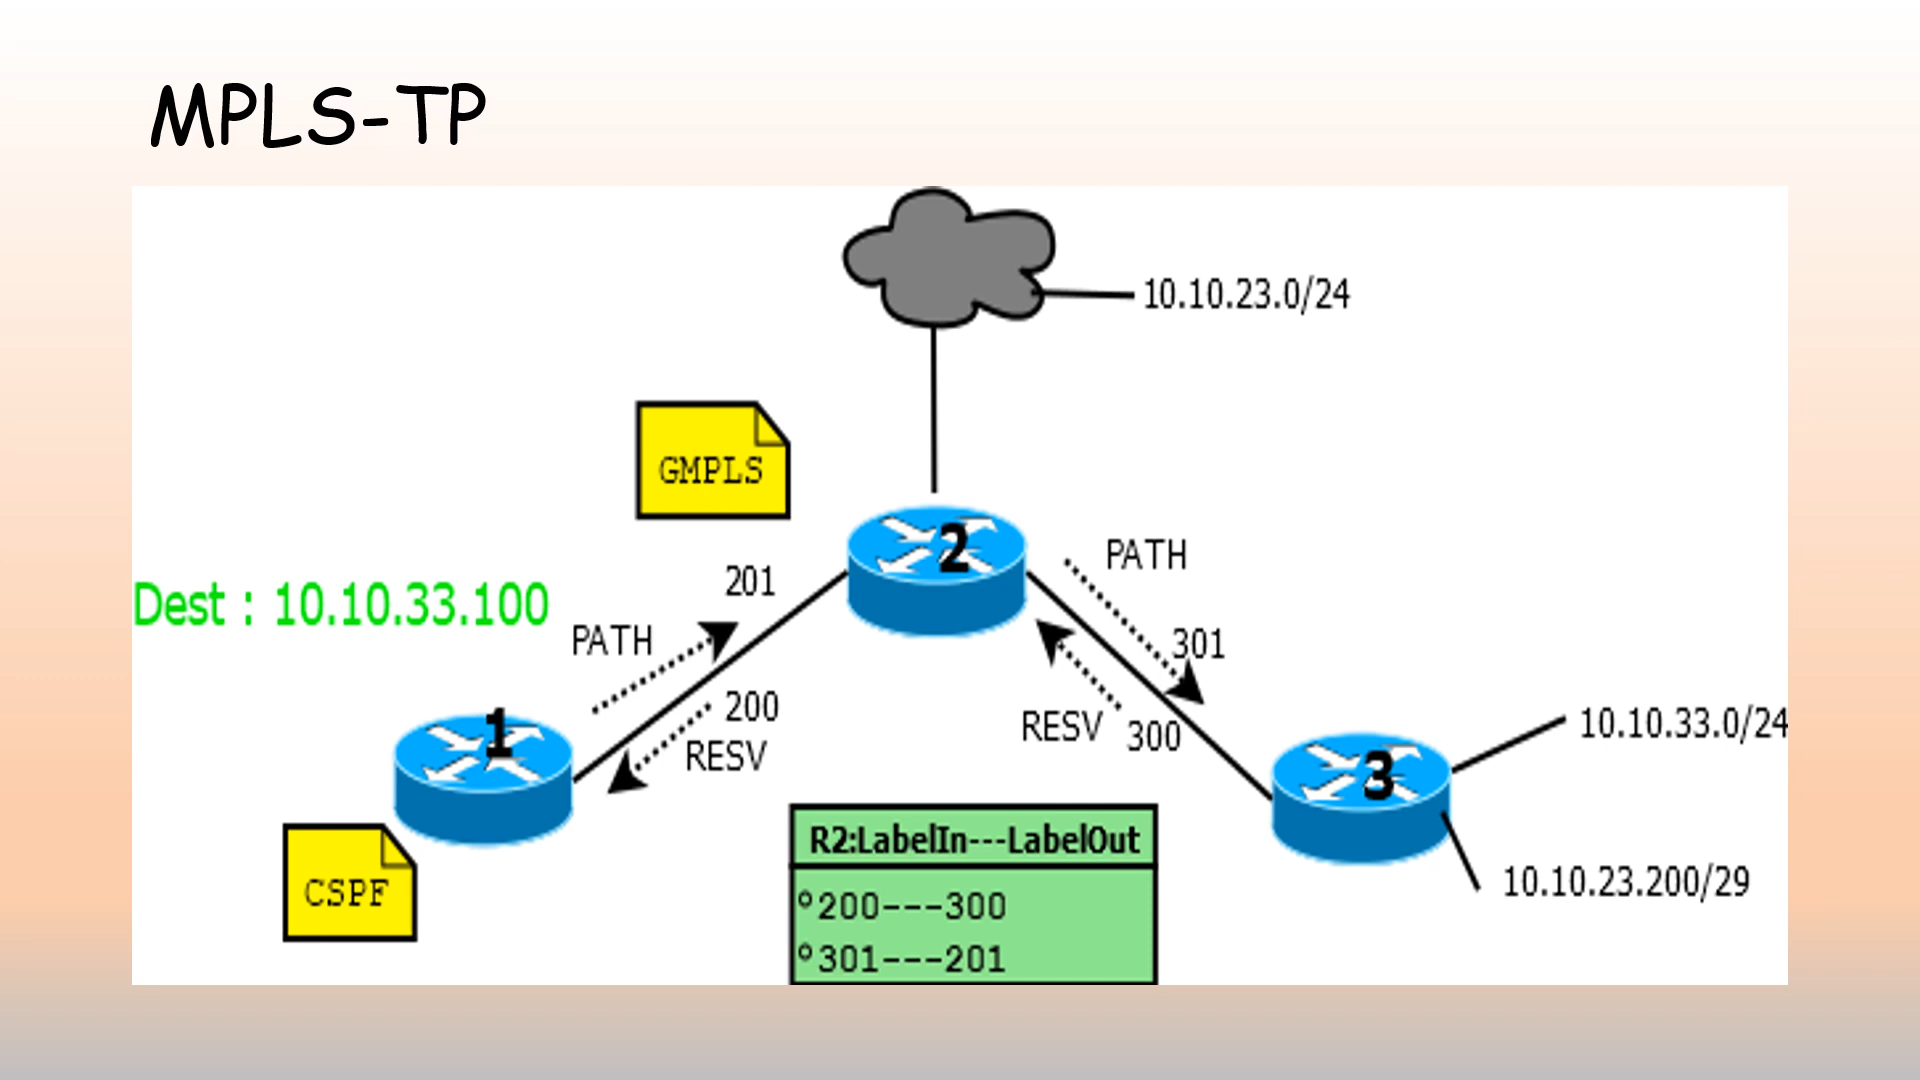 MPLS-TP
10.10.23.0/24
GMPLS
2
PATH
201
Dest : 10.10.33.100
PATH
301
200
RESV
1
RESV
300
10.10.33.0/24
3
R2:LabelIn---LabelOut
CSPF
10.10.23.200/29
°200---300
°301---201